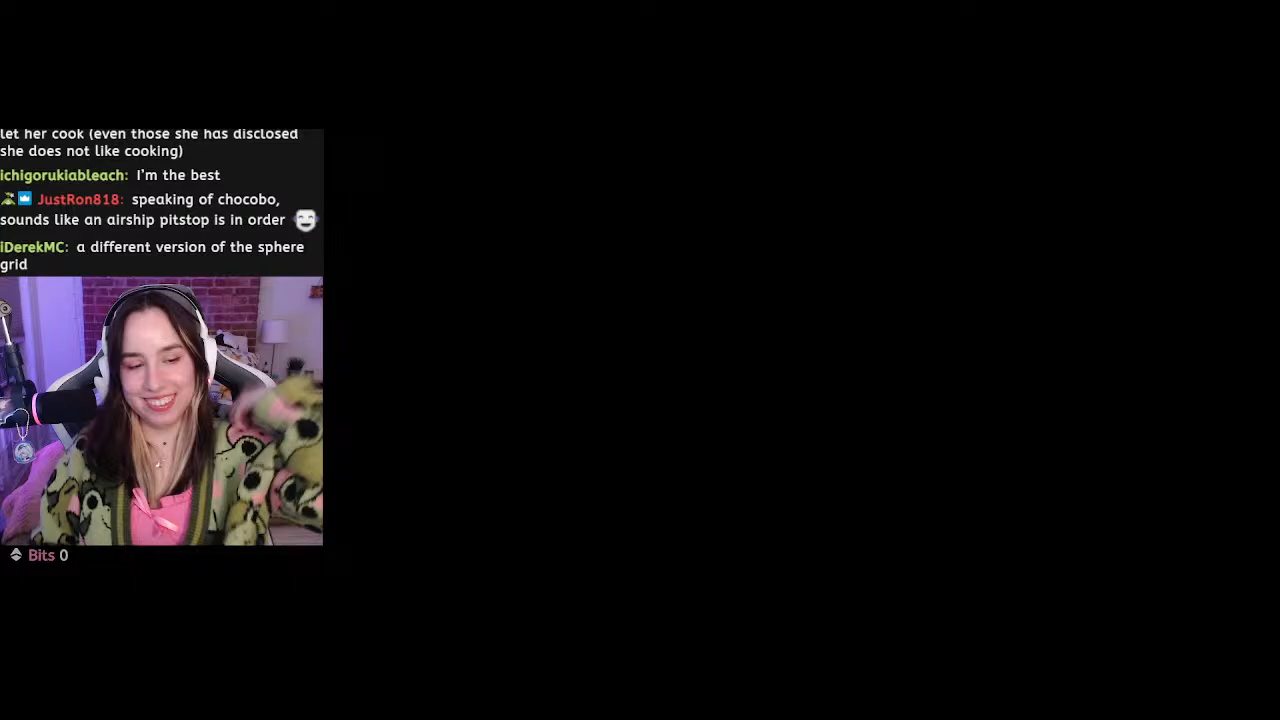 let her cook (even those she has disclosed
she does not like cooking)
ichigorukiableach: I'm the best
JustRon818: speaking of chocobo,
sounds like an airship pitstop is in order
iDerekMC: a different version of the sphere
grid
Bits 0